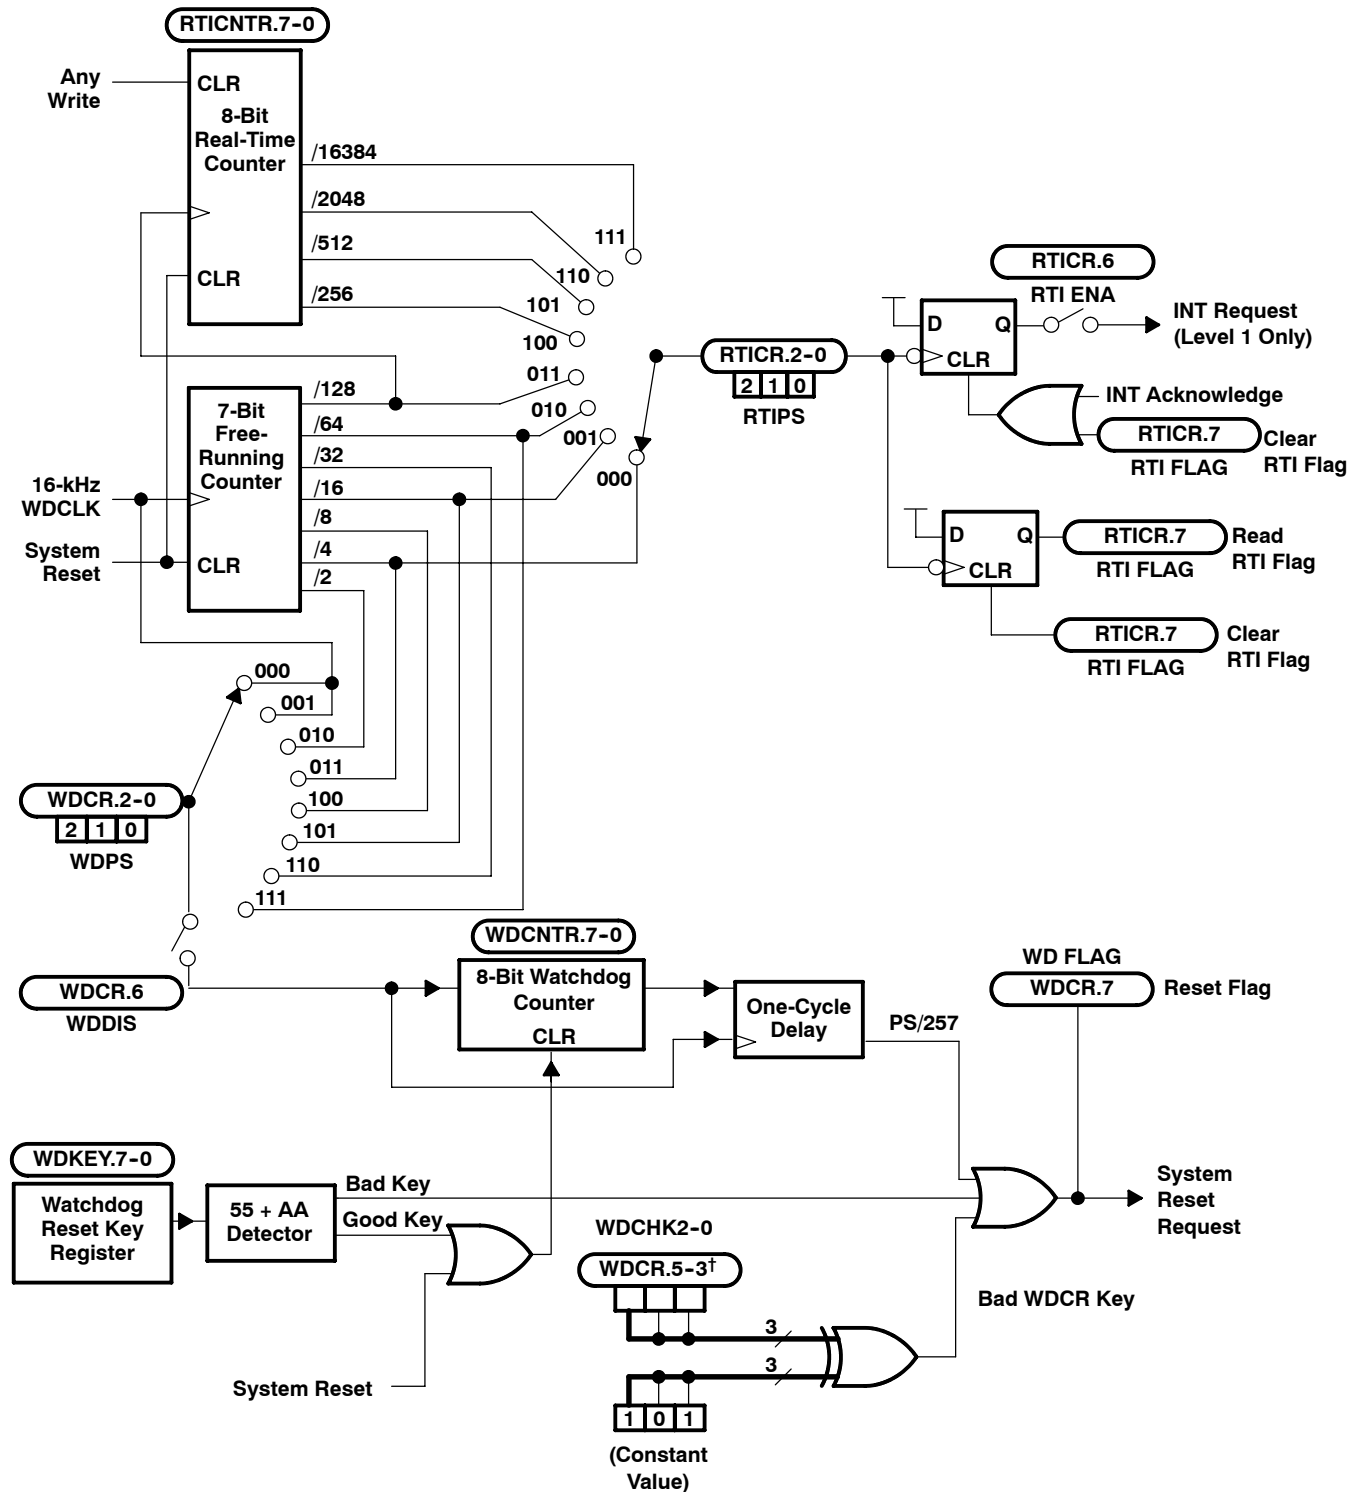 RTICNTR.7-0
Any
Write
CLR
8-Bit
Real-Time
Counter
CLR
/16384
/2048
/512
/256
111
110
101
100
011
010
001
000
7-Bit
Free-
Running
Counter
CLR
/128
/64
/32
/16
/8
/4
/2
16-kHz
WDCLK
System
Reset
RTICR.2-0
2 1 0
RTIPS
D Q
CLR
RTICR.6
RTI ENA
INT Request
(Level 1 Only)
INT Acknowledge
RTICR.7
RTI FLAG
Clear
RTI Flag
D Q
CLR
RTICR.7
RTI FLAG
Read
RTI Flag
RTICR.7
RTI FLAG
Clear
RTI Flag
000
001
010
011
100
101
110
111
WDCR.2-0
2 1 0
WDPS
WDCR.6
WDDIS
WDCNTR.7-0
8-Bit Watchdog
Counter
CLR
One-Cycle
Delay
PS/257
WD FLAG
WDCR.7
Reset Flag
WDKEY.7-0
Watchdog
Reset Key
Register
55 + AA
Detector
Bad Key
Good Key
System Reset
WDCHK2-0
WDCR.5-3†
3
3
1 0 1
(Constant
Value)
Bad WDCR Key
System
Reset
Request